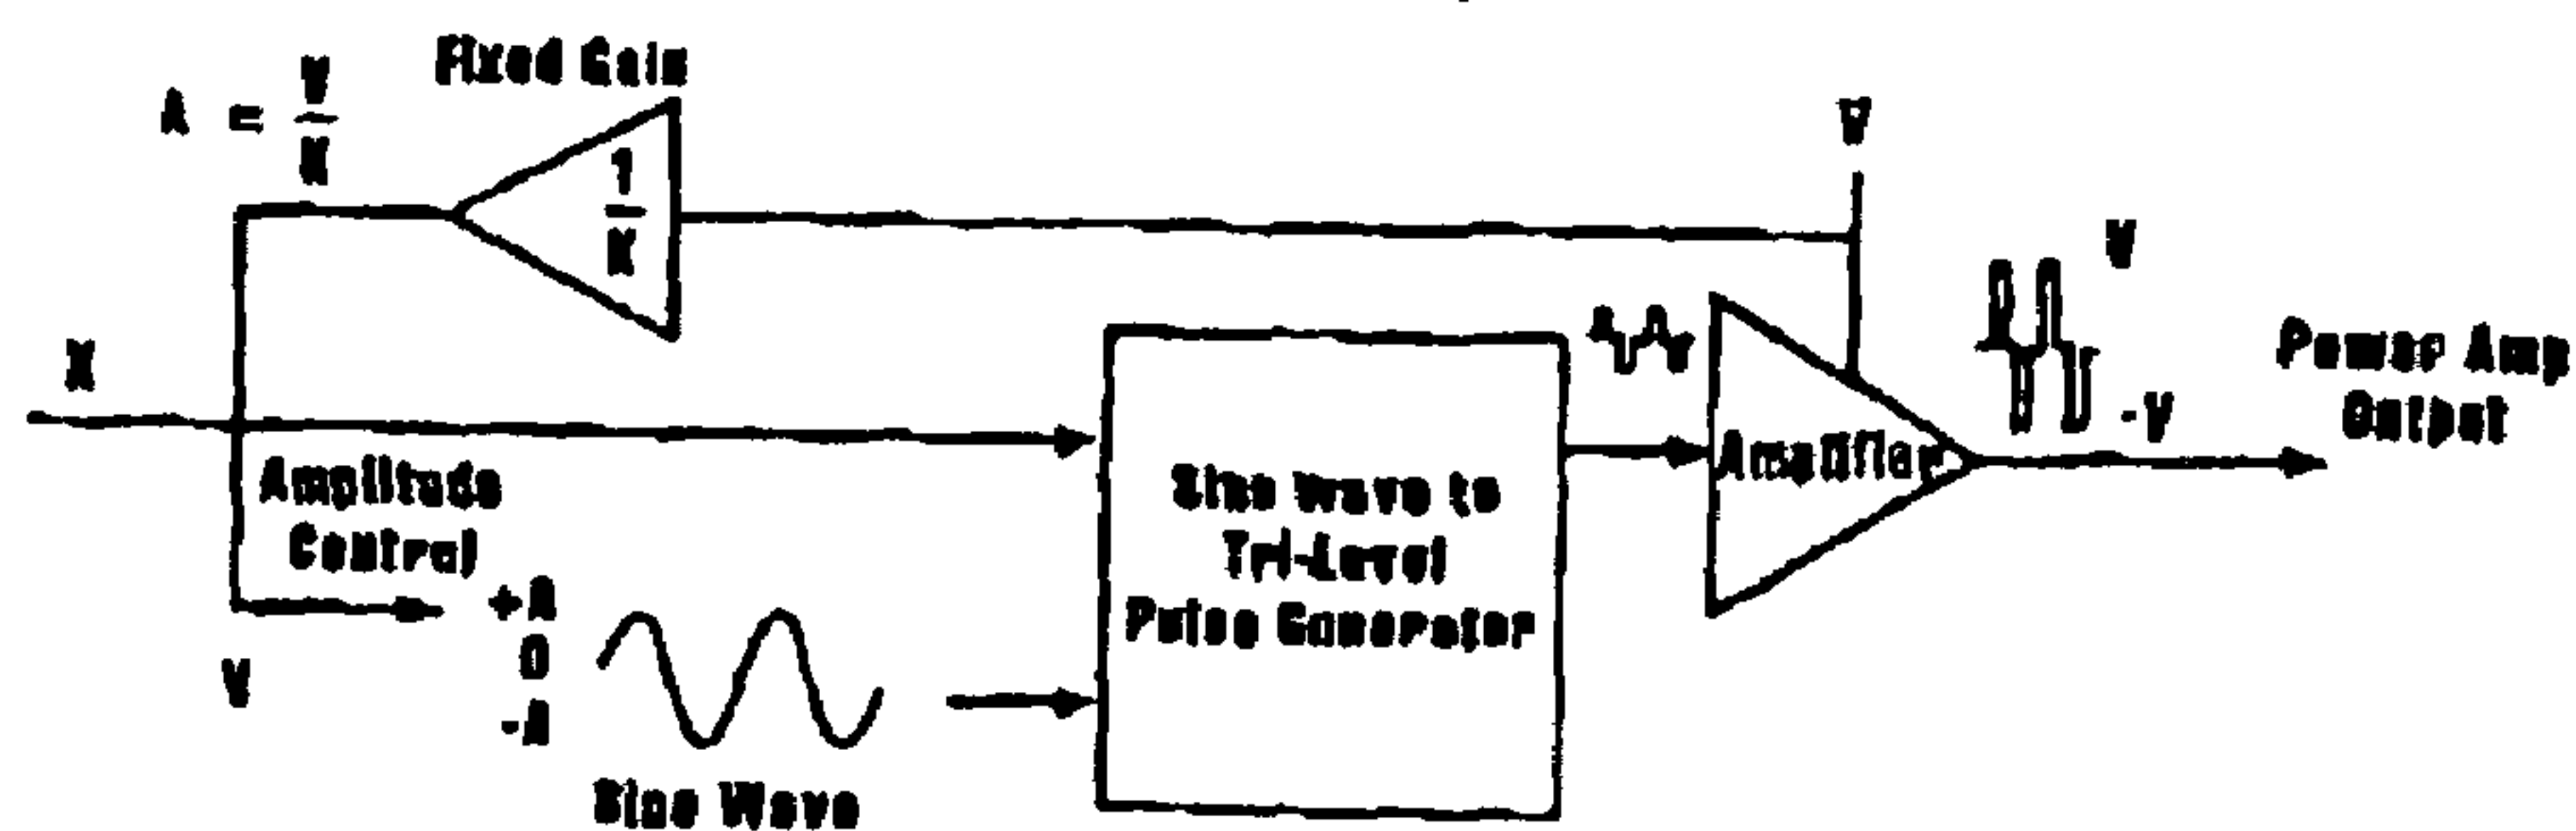 Fixed Gain
A = V
K
1
K
V
V
X
Power Amp
Output
-V
Amplifier
Amplitude
Control
Sine Wave to
Tri-Level
Pulse Generator
+A
0
-A
V
Sine Wave